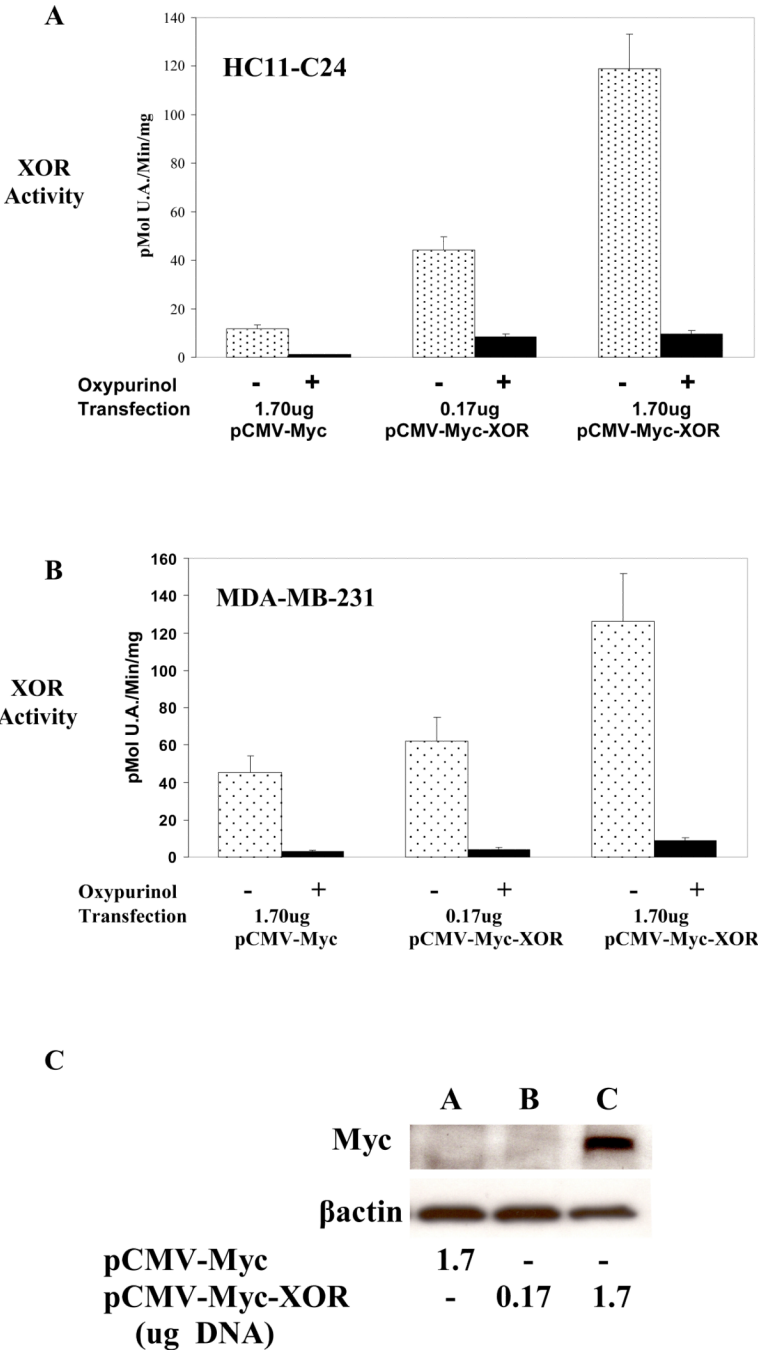 A
HC11-C24
XOR
Activity
pMol U.A./Min/mg
140
120
100
80
60
40
20
0
Oxypurinol - + - + - +
Transfection 1.70ug 0.17ug 1.70ug
pCMV-Myc pCMV-Myc-XOR pCMV-Myc-XOR
B
MDA-MB-231
XOR
Activity
pMol U.A./Min/mg
160
140
120
100
80
60
40
20
0
Oxypurinol - + - + - +
Transfection 1.70ug 0.17ug 1.70ug
pCMV-Myc pCMV-Myc-XOR pCMV-Myc-XOR
C
A B C
Myc
βactin
pCMV-Myc 1.7 - -
pCMV-Myc-XOR - 0.17 1.7
(ug DNA)